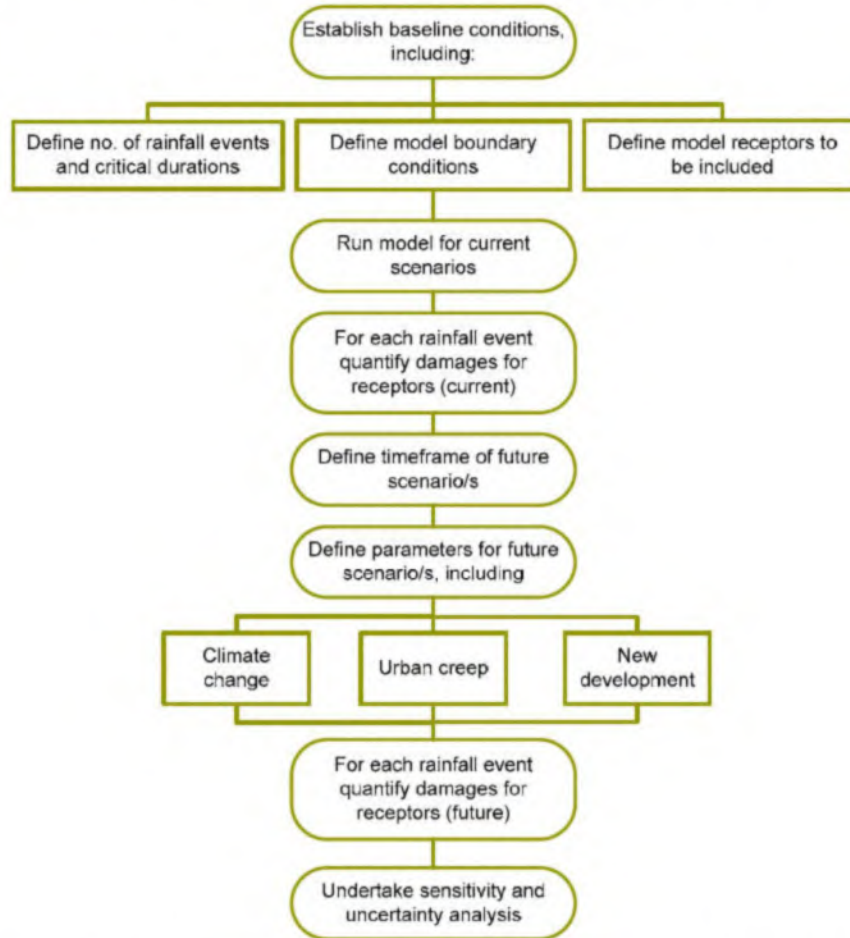 Establish baseline conditions,
including:
Define no. of rainfall events
and critical durations
Define model boundary
conditions
Define model receptors to
be included
Run model for current
scenarios
For each rainfall event
quantify damages for
receptors (current)
Define timeframe of future
scenario/s
Define parameters for future
scenario/s, including
Climate
change
Urban creep
New
development
For each rainfall event
quantify damages for
receptors (future)
Undertake sensitivity and
uncertainty analysis